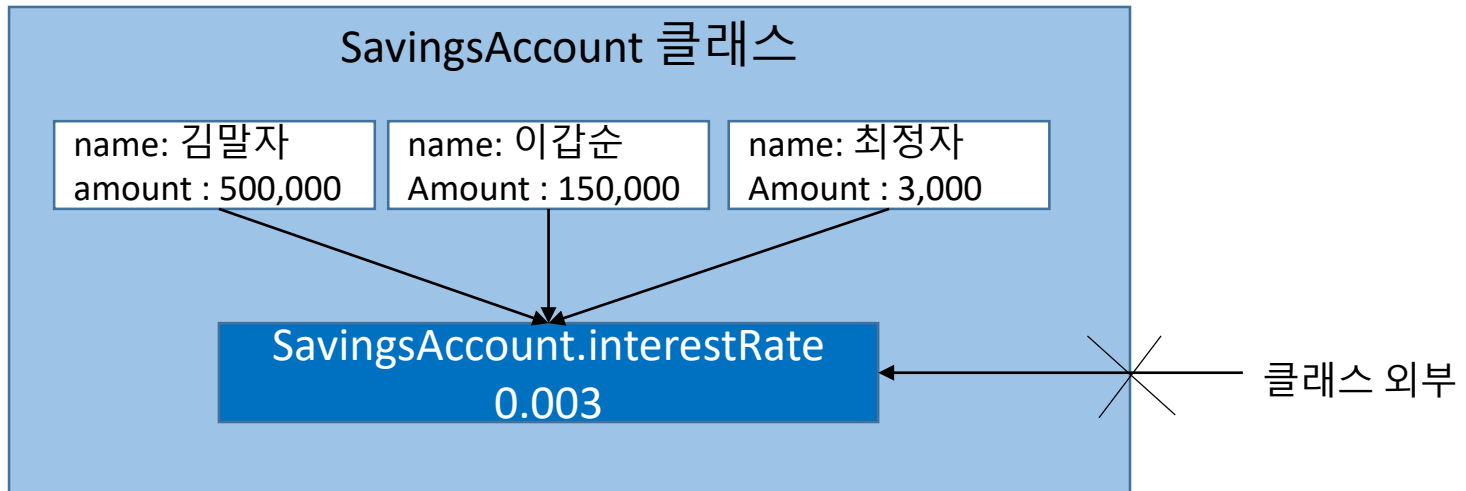 SavingsAccount 클래스
name: 김말자
amount : 500,000
name: 이갑순
Amount : 150,000
name: 최정자
Amount : 3,000
SavingsAccount.interestRate
0.003
클래스 외부